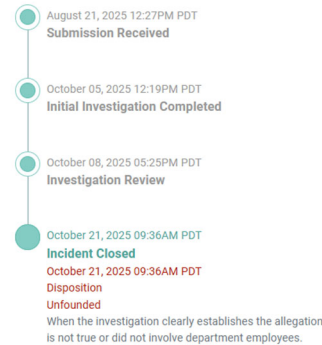 August 21, 2025 12:27PM PDT
Submission Received
October 05, 2025 12:19PM PDT
Initial Investigation Completed
October 08, 2025 05:25PM PDT
Investigation Review
October 21, 2025 09:36AM PDT
Incident Closed
October 21, 2025 09:36AM PDT
Disposition
Unfounded
When the investigation clearly establishes the allegation
is not true or did not involve department employees.